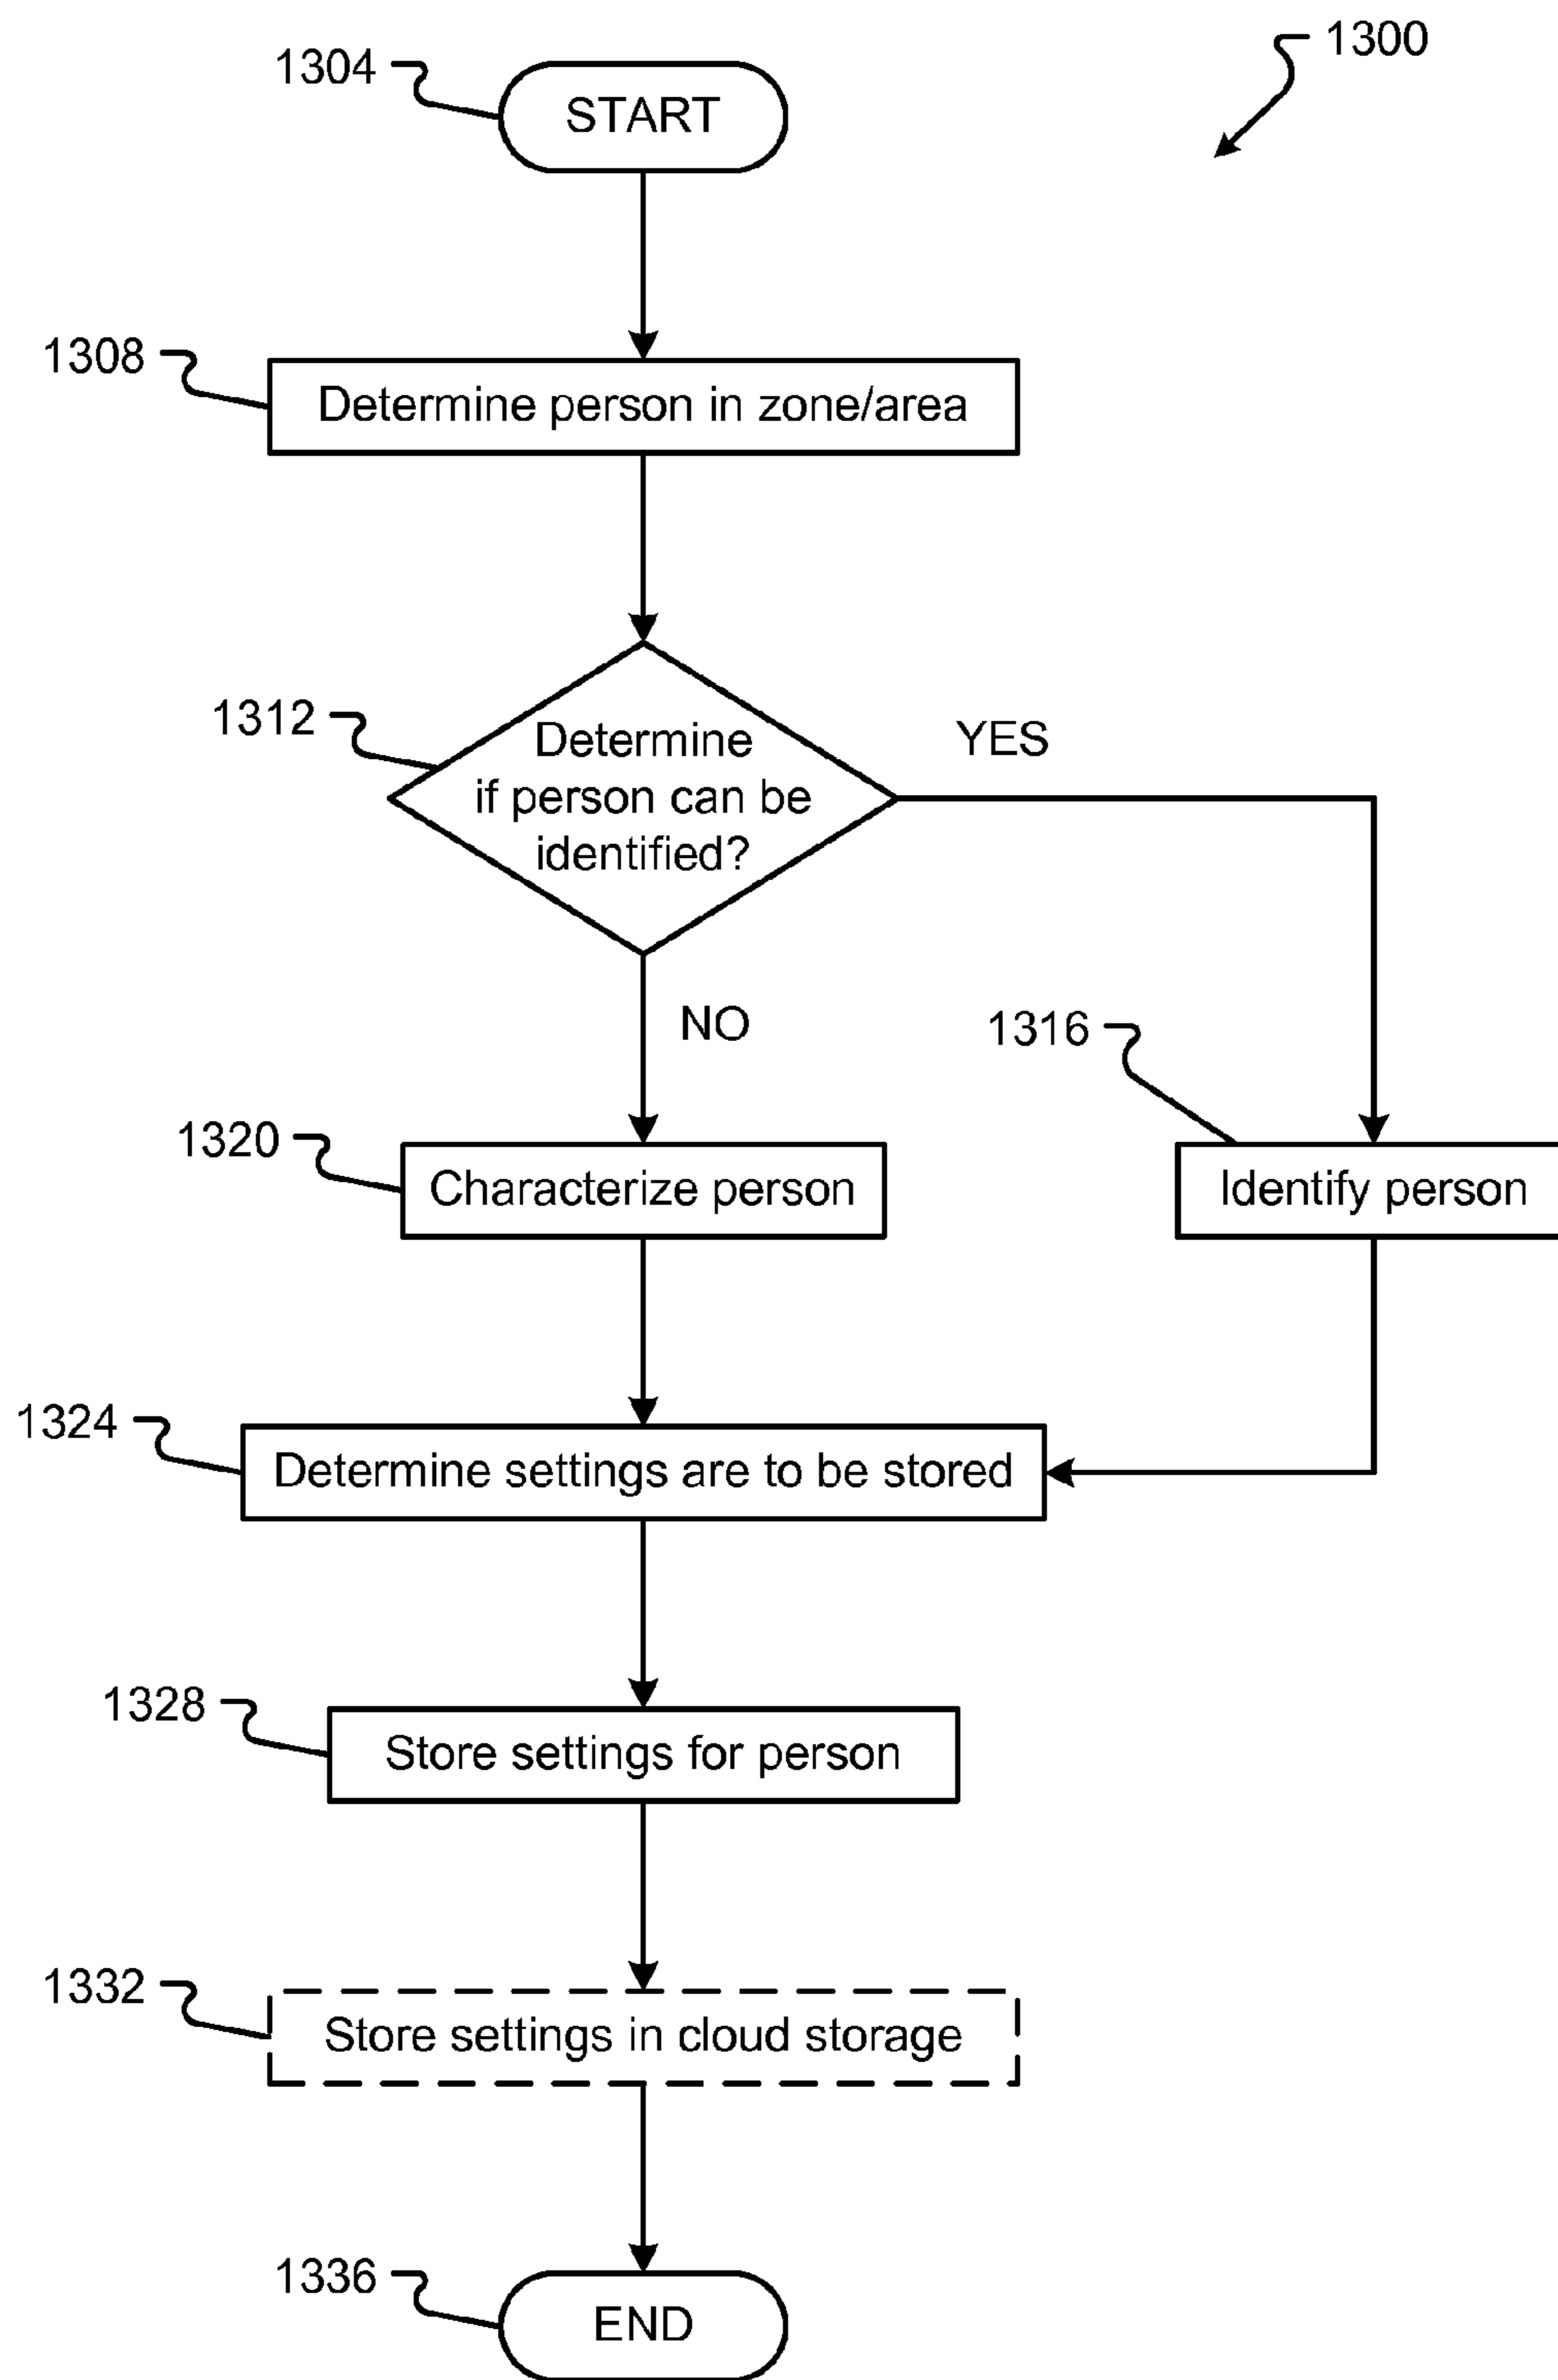 1300
1304
START
1308
Determine person in zone/area
1312
Determine
if person can be
identified?
YES
NO
1316
1320
Characterize person
Identify person
1324
Determine settings are to be stored
1328
Store settings for person
1332
Store settings in cloud storage
1336
END